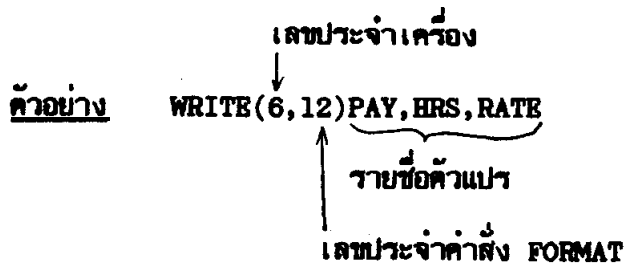 เลขประจำเครื่อง
ตัวอย่าง WRITE(6,12)PAY,HRS,RATE
รายชื่อตัวแปร
เลขประจำคำสั่ง FORMAT